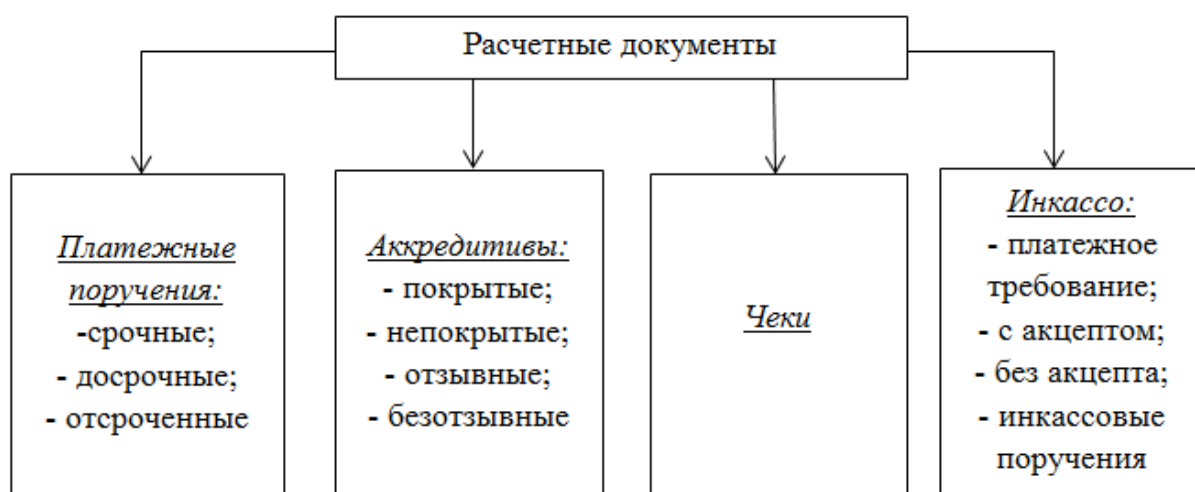 Расчетные документы
Платежные
поручения:
-срочные;
- досрочные;
- отсроченные
Аккредитивы:
- покрытые;
- непокрытые;
- отзывные;
- безотзывные
Чеки
Инкассо:
- платежное
требование;
- с акцептом;
- без акцепта;
- инкассовые
поручения